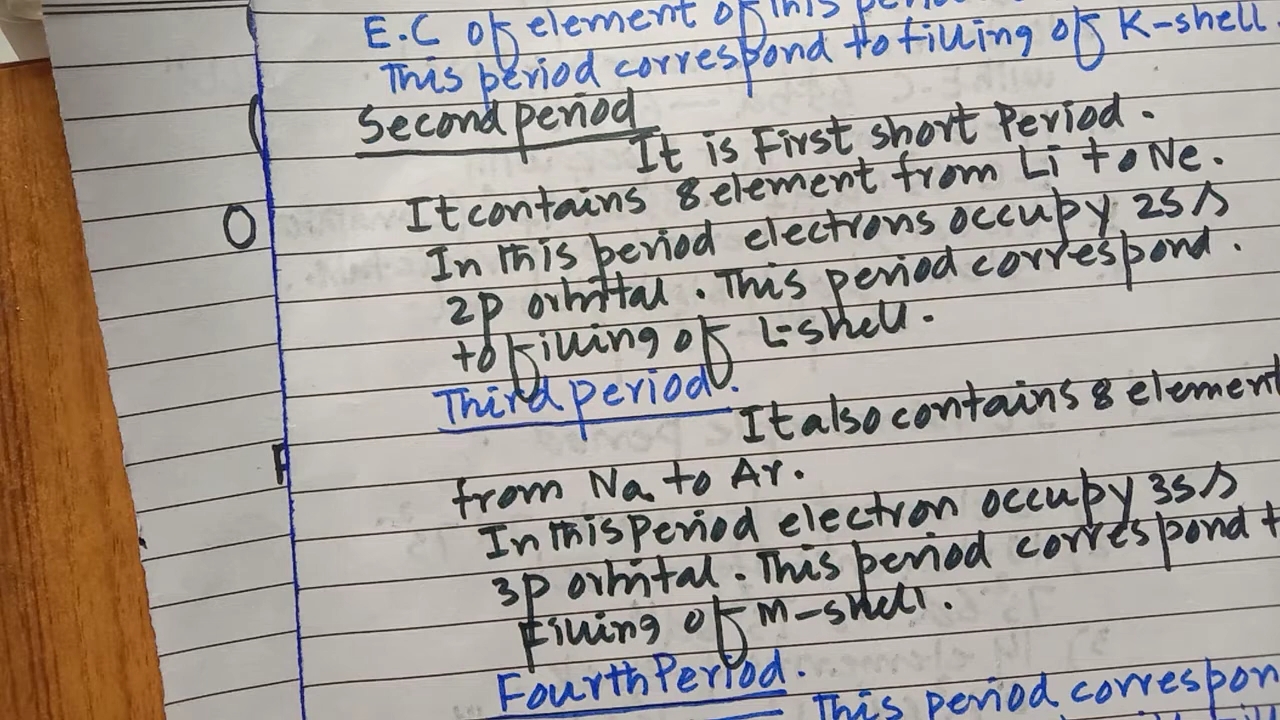 E.C of element of this
This period correspond to filling of K-shell.
Second period
It is First short Period.
It contains 8 element from Li to Ne.
In this period electrons occupy 2s &
2p orbital. This period correspond.
to filling of L-shell.
Third period.
It also contains 8 element
from Na to Ar.
In this Period electron occupy 3s &
3p orbital. This period correspond t
Filling of M-shell.
Fourth Period.
This period correspon